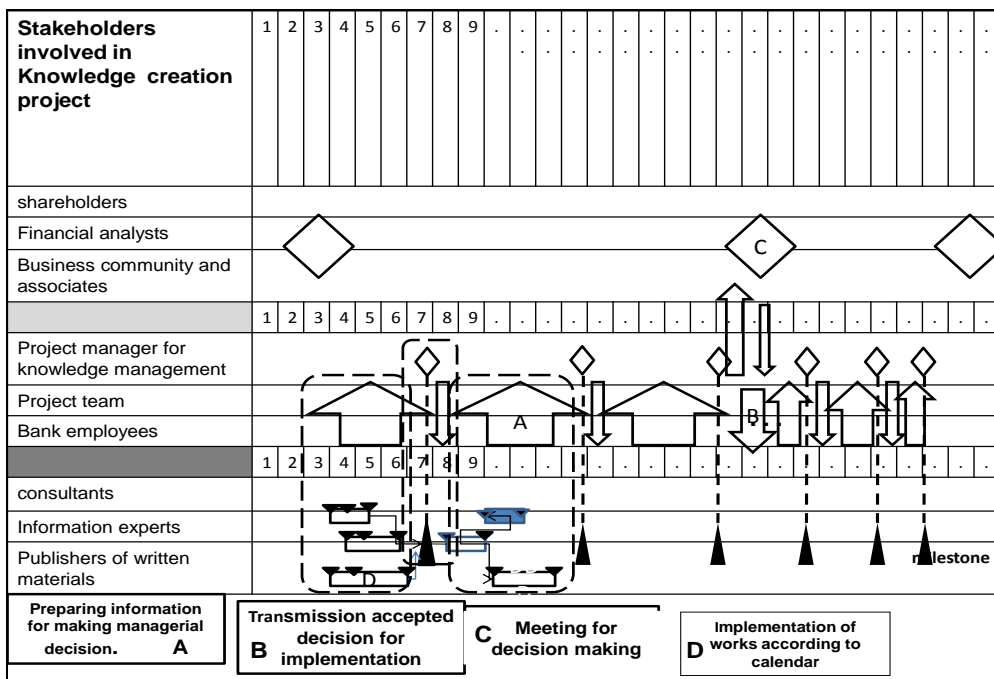 Stakeholders
involved in
Knowledge creation
project
1 2 3 4 5 6 7 8 9 . . . . . . . . . . . . . . . . . . .
. . . . . . . . . . . . . . . . . .
shareholders
Financial analysts
C
Business community and
associates
1 2 3 4 5 6 7 8 9 . . . . . . . . . . . . . . . . . . .
Project manager for
knowledge management
Project team
Bank employees
A
B
1 2 3 4 5 6 7 8 9 . . . . . . . . . . . . . . . . . . .
consultants
Information experts
Publishers of written
materials
D
milestone
Preparing information
for making managerial
decision. A
Transmission accepted
decision for
B implementation
C Meeting for
decision making
Implementation of
D works according to
calendar